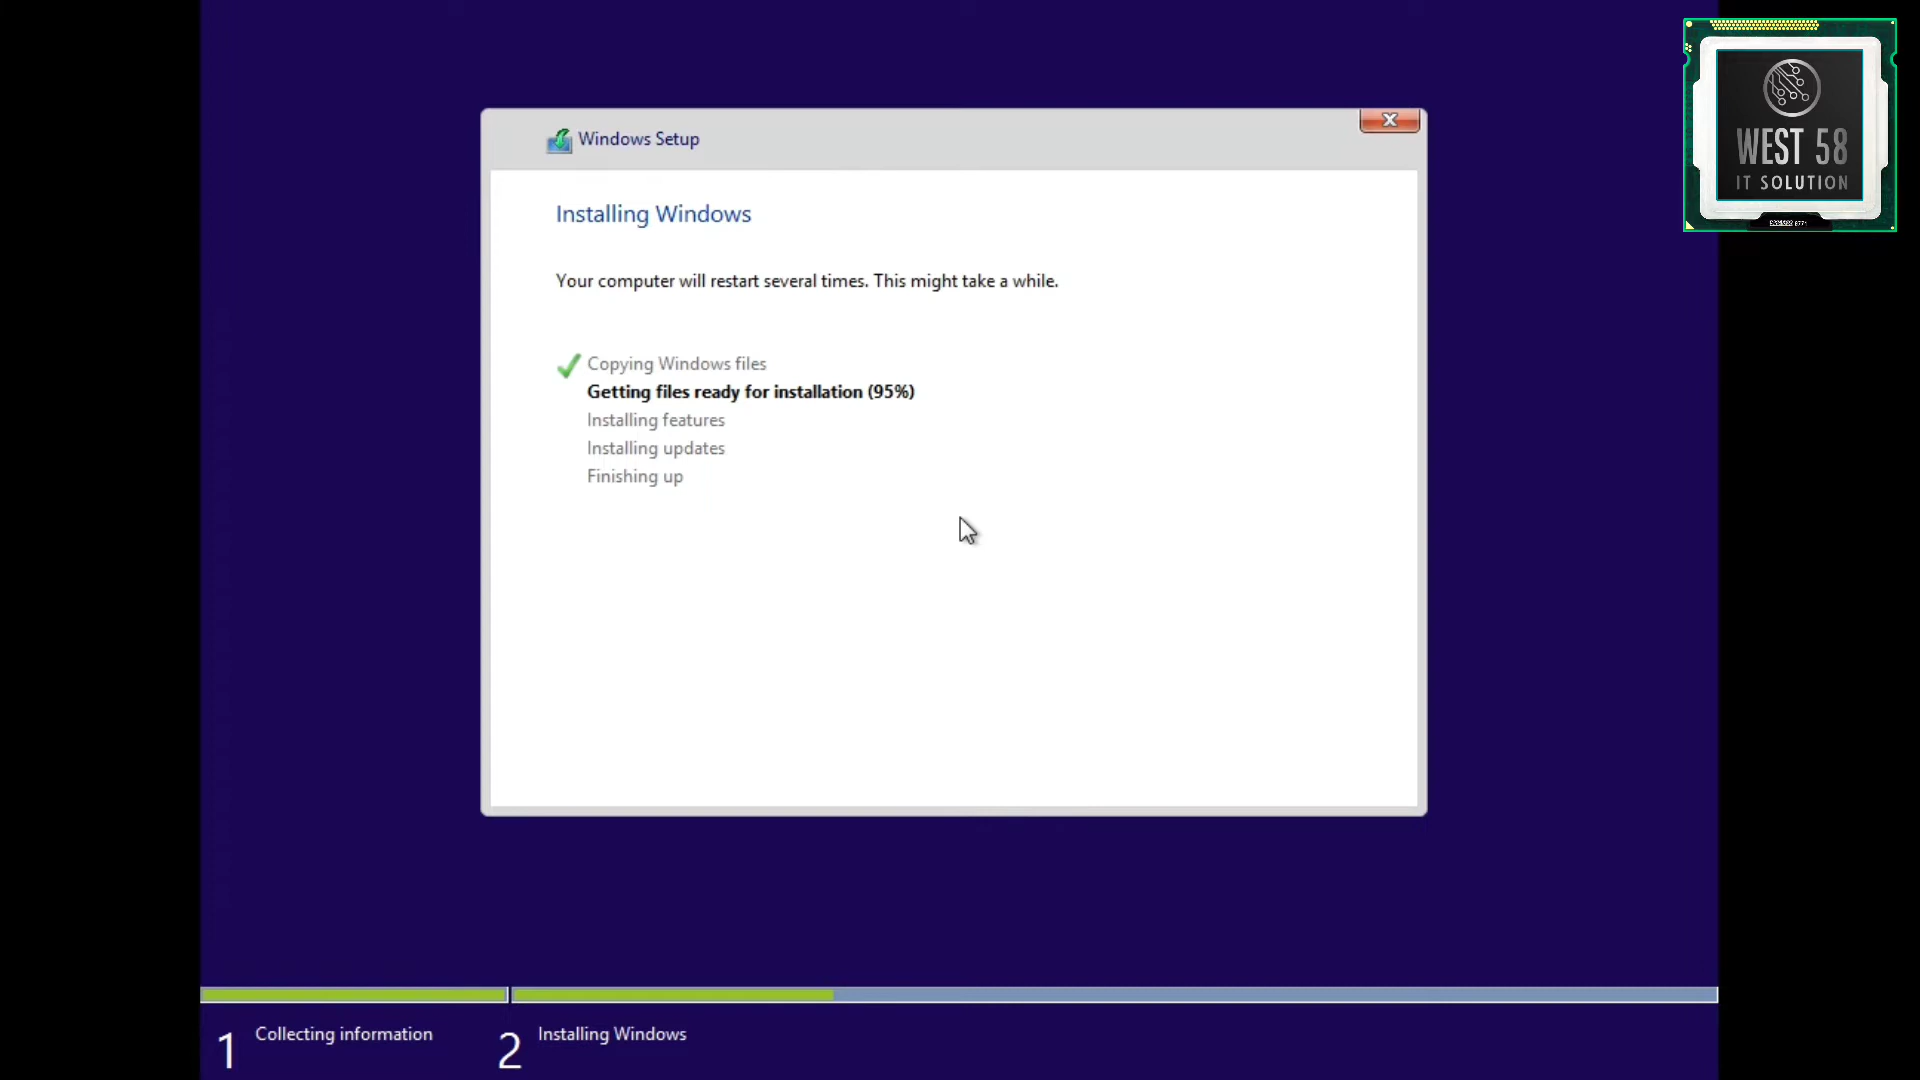 Windows Setup
Installing Windows
Your computer will restart several times. This might take a while.
Copying Windows files
Getting files ready for installation (95%)
Installing features
Installing updates
Finishing up
1 Collecting information
2 Installing Windows
WEST 58
IT SOLUTION